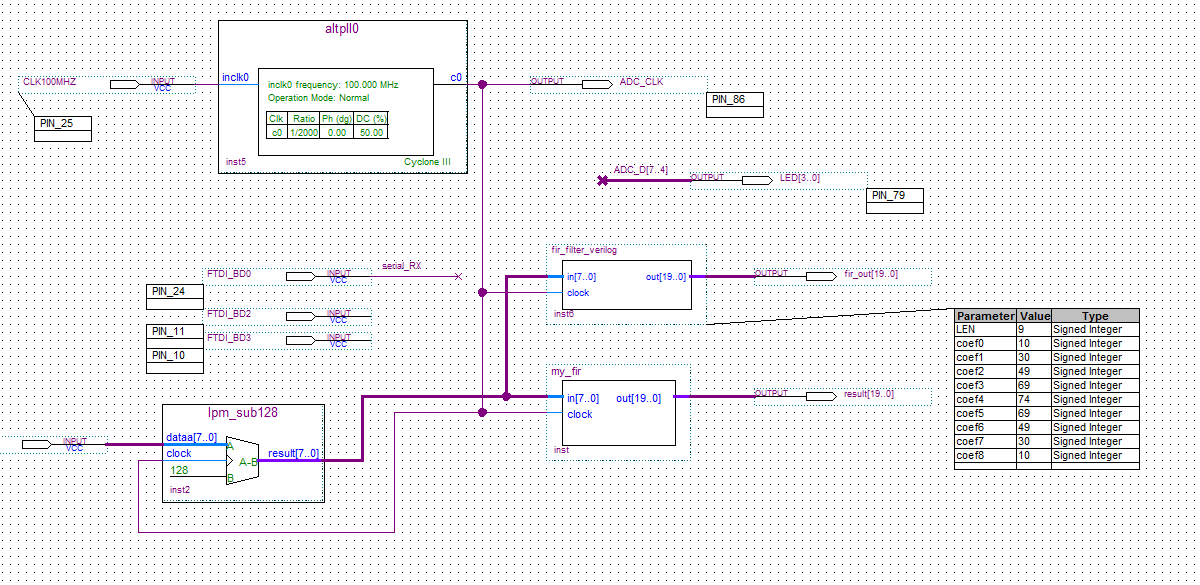 altpll0
CLK100MHZ
INPUT
VCC
inclk0
c0
inclk0 frequency: 100.000 MHz
Operation Mode: Normal
Clk Ratio Ph (dg) DC (%)
c0 1/2000 0.00 50.00
inst5
Cyclone III
PIN_25
OUTPUT
ADC_CLK
PIN_86
ADC_D[7..4]
OUTPUT
LED[3..0]
PIN_79
FTDI_BD0
INPUT
VCC
serial_RX
PIN_24
FTDI_BD2
INPUT
VCC
PIN_11
FTDI_BD3
INPUT
VCC
PIN_10
fir_filter_verilog
in[7..0]
out[19..0]
clock
inst6
OUTPUT
fir_out[19..0]
Parameter Value Type
LEN 9 Signed Integer
coef0 10 Signed Integer
coef1 30 Signed Integer
coef2 49 Signed Integer
coef3 69 Signed Integer
coef4 74 Signed Integer
coef5 69 Signed Integer
coef6 49 Signed Integer
coef7 30 Signed Integer
coef8 10 Signed Integer
my_fir
in[7..0]
out[19..0]
clock
inst
OUTPUT
result[19..0]
lpm_sub128
INPUT
VCC
dataa[7..0]
A
clock
result[7..0]
A-B
128
B
inst2